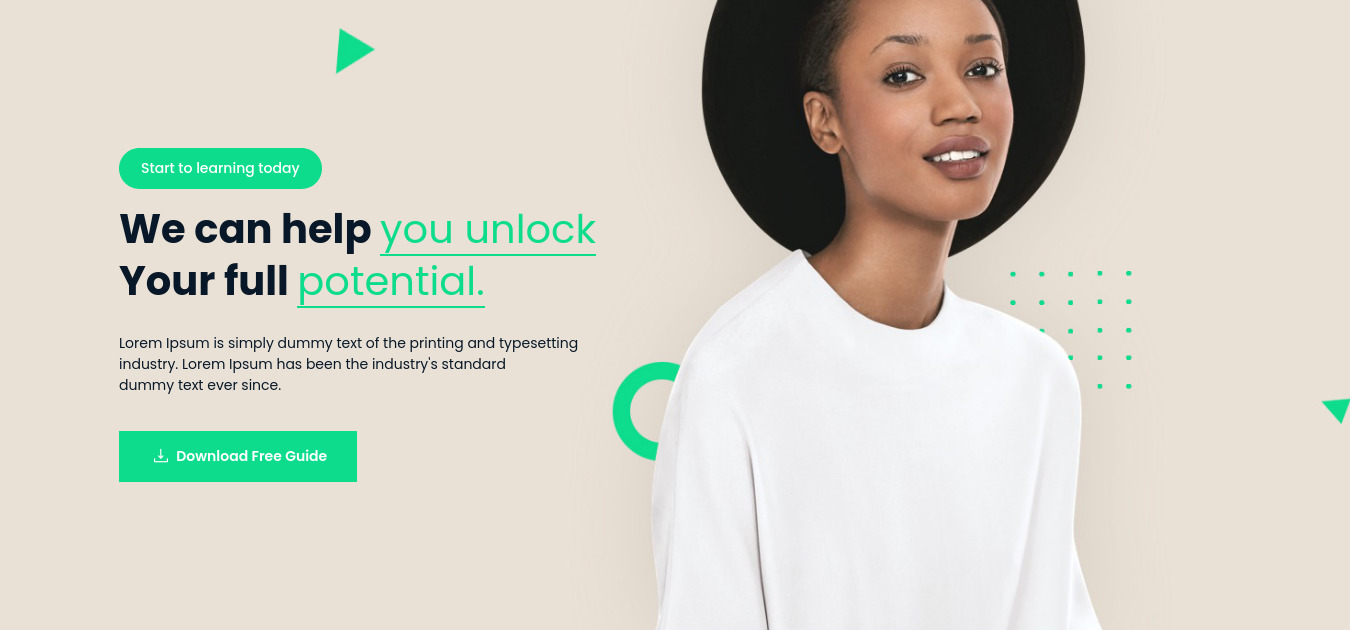 Start to learning today
We can help you unlock
Your full potential.
Lorem Ipsum is simply dummy text of the printing and typesetting
industry. Lorem Ipsum has been the industry's standard
dummy text ever since.
Download Free Guide